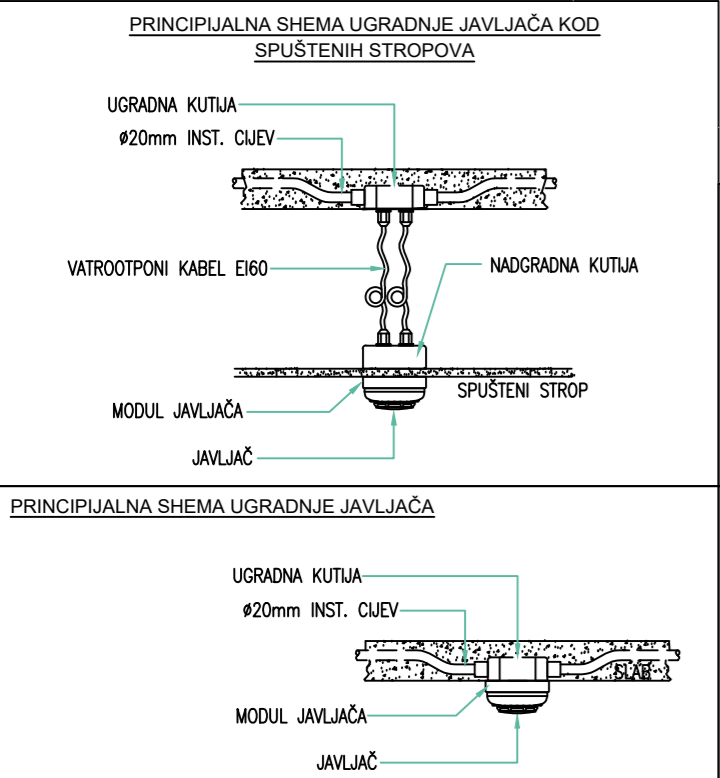 PRINCIPIJALNA SHEMA UGRADNJE JAVLJAČA KOD
SPUŠTENIH STROPOVA
UGRADNA KUTIJA
ø20mm INST. CIJEV
VATROOTPONI KABEL EI60
NADGRADNA KUTIJA
SPUŠTENI STROP
MODUL JAVLJAČA
JAVLJAČ
PRINCIPIJALNA SHEMA UGRADNJE JAVLJAČA
UGRADNA KUTIJA
ø20mm INST. CIJEV
SLAB
MODUL JAVLJAČA
JAVLJAČ